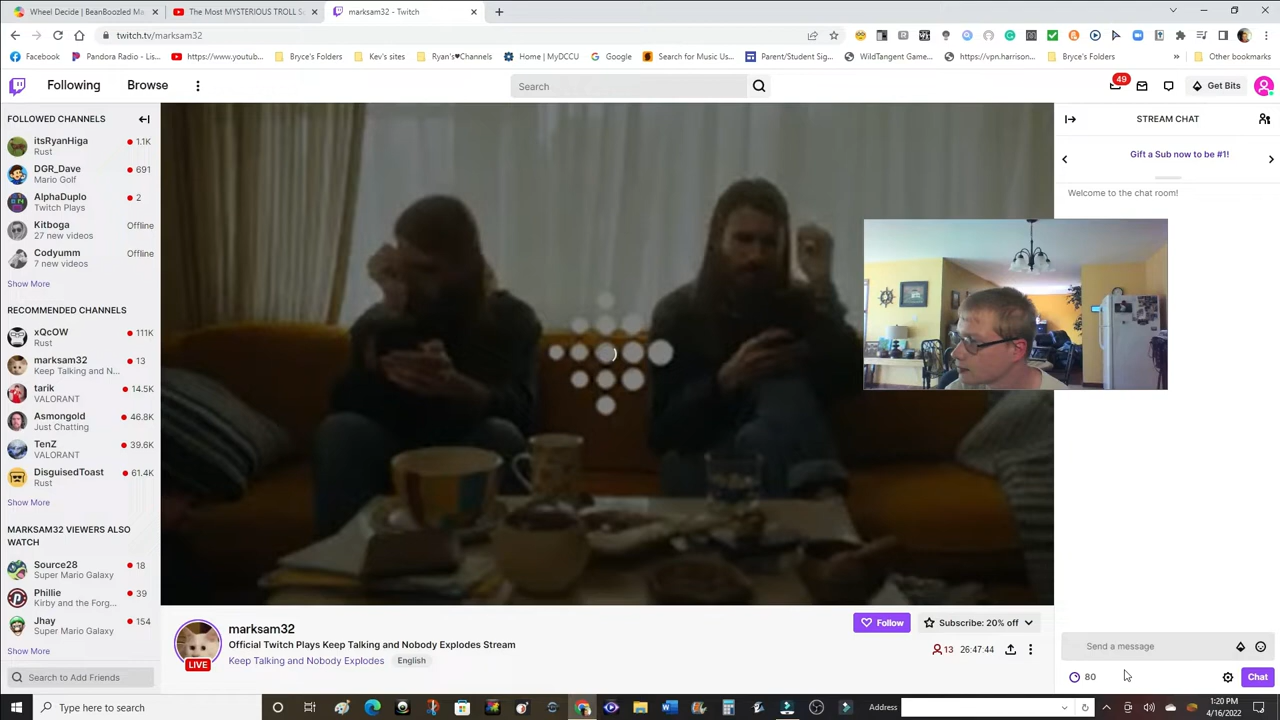 Wheel Decide | BeanBoozled Ma
The Most MYSTERIOUS TROLL S
marksam32 - Twitch
twitch.tv/marksam32
Facebook
Pandora Radio - Lis...
https://www.youtub...
Bryce's Folders
Kev's sites
Ryan's♥Channels
Home | MyDCCU
Google
Search for Music Us...
Parent/Student Sig...
WildTangent Game...
https://vpn.harrison...
Bryce's Folders
Other bookmarks
Following
Browse
Search
49
Get Bits
FOLLOWED CHANNELS
itsRyanHiga
1.1K
Rust
DGR_Dave
691
Mario Golf
AlphaDuplo
2
Twitch Plays
Kitboga
Offline
27 new videos
Codyumm
Offline
7 new videos
Show More
RECOMMENDED CHANNELS
xQcOW
111K
Rust
marksam32
13
Keep Talking and N...
tarik
14.5K
VALORANT
Asmongold
46.8K
Just Chatting
TenZ
39.6K
VALORANT
DisguisedToast
61.4K
Rust
Show More
MARKSAM32 VIEWERS ALSO
WATCH
Source28
18
Super Mario Galaxy
Phillie
39
Kirby and the Forg...
Jhay
154
Super Mario Galaxy
Show More
Search to Add Friends
STREAM CHAT
Gift a Sub now to be #1!
Welcome to the chat room!
marksam32
LIVE
Official Twitch Plays Keep Talking and Nobody Explodes Stream
Keep Talking and Nobody Explodes
English
Follow
Subscribe: 20% off
13
26:47:44
Send a message
80
Chat
Type here to search
Address
1:20 PM
4/16/2022